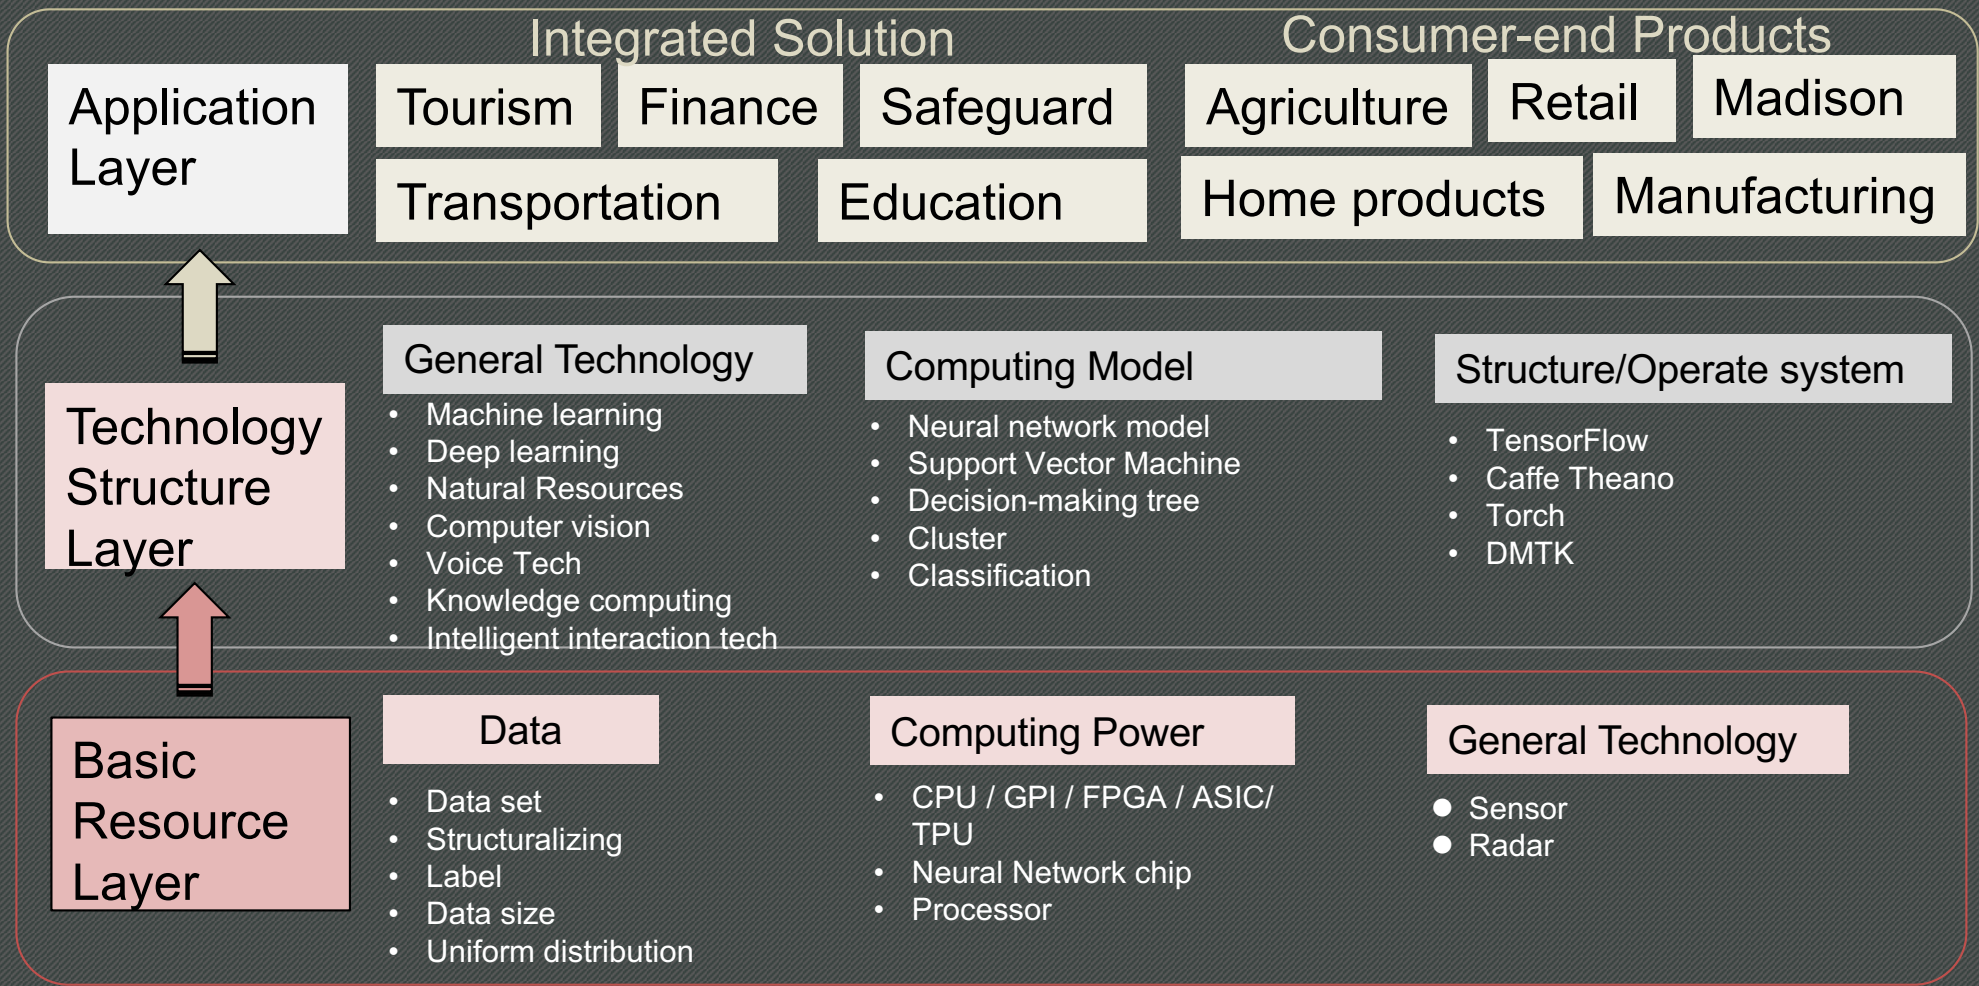 Integrated Solution
Consumer-end Products
Application
Layer
Tourism
Finance
Safeguard
Agriculture
Retail
Madison
Transportation
Education
Home products
Manufacturing
Technology
Structure
Layer
General Technology
• Machine learning
• Deep learning
• Natural Resources
• Computer vision
• Voice Tech
• Knowledge computing
• Intelligent interaction tech
Computing Model
• Neural network model
• Support Vector Machine
• Decision-making tree
• Cluster
• Classification
Structure/Operate system
• TensorFlow
• Caffe Theano
• Torch
• DMTK
Basic
Resource
Layer
Data
• Data set
• Structuralizing
• Label
• Data size
• Uniform distribution
Computing Power
• CPU / GPI / FPGA / ASIC/
TPU
• Neural Network chip
• Processor
General Technology
● Sensor
● Radar